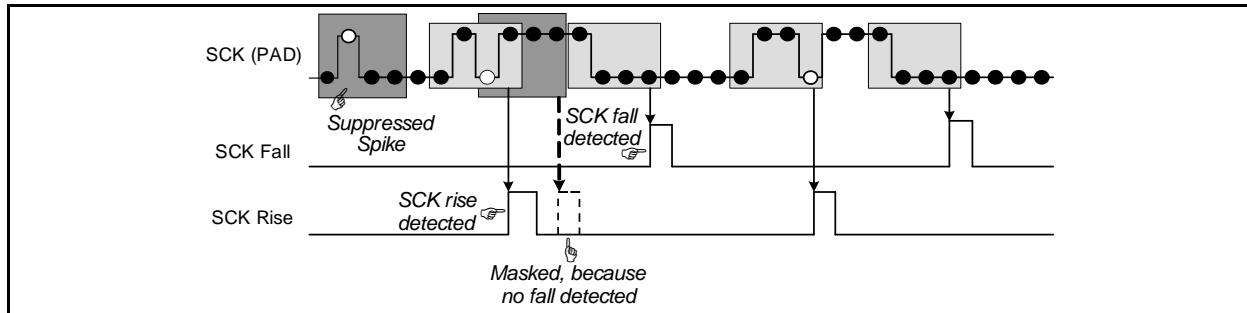 SCK (PAD)
Suppressed
Spike
SCK fall
detected
SCK Fall
SCK rise
detected
SCK Rise
Masked, because
no fall detected